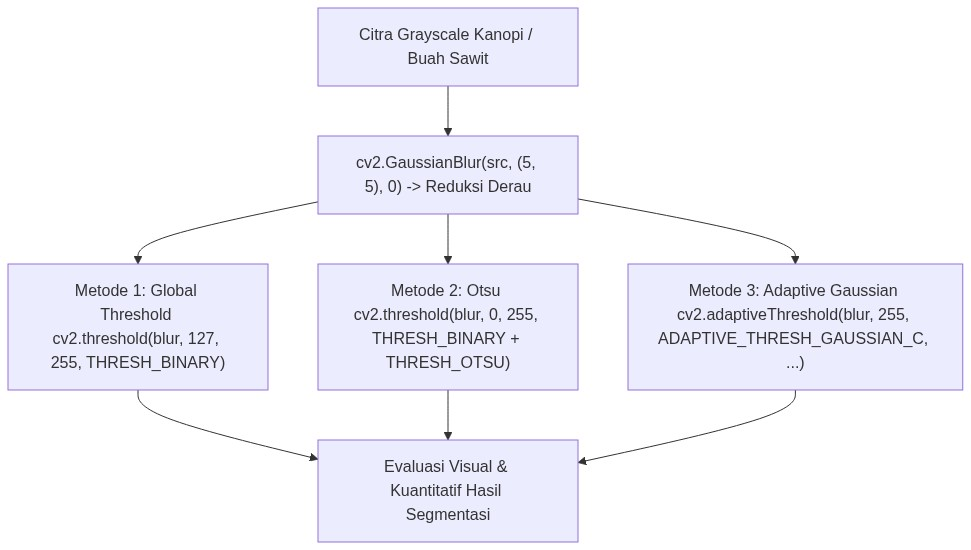 Citra Grayscale Kanopi /
Buah Sawit
cv2.GaussianBlur(src, (5,
5), 0) -> Reduksi Derau
Metode 1: Global
Threshold
cv2.threshold(blur, 127,
255, THRESH_BINARY)
Metode 2: Otsu
cv2.threshold(blur, 0, 255,
THRESH_BINARY +
THRESH_OTSU)
Metode 3: Adaptive Gaussian
cv2.adaptiveThreshold(blur, 255,
ADAPTIVE_THRESH_GAUSSIAN_C,
...)
Evaluasi Visual &
Kuantitatif Hasil
Segmentasi